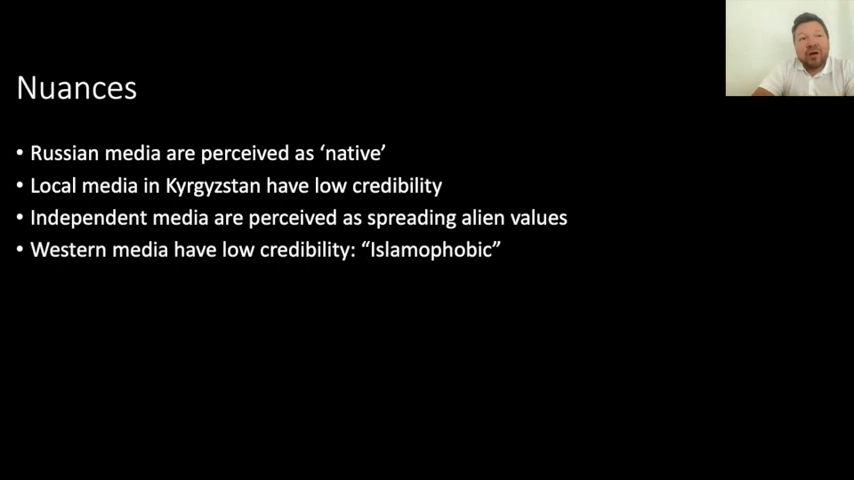 Nuances
• Russian media are perceived as ‘native’
• Local media in Kyrgyzstan have low credibility
• Independent media are perceived as spreading alien values
• Western media have low credibility: “Islamophobic”